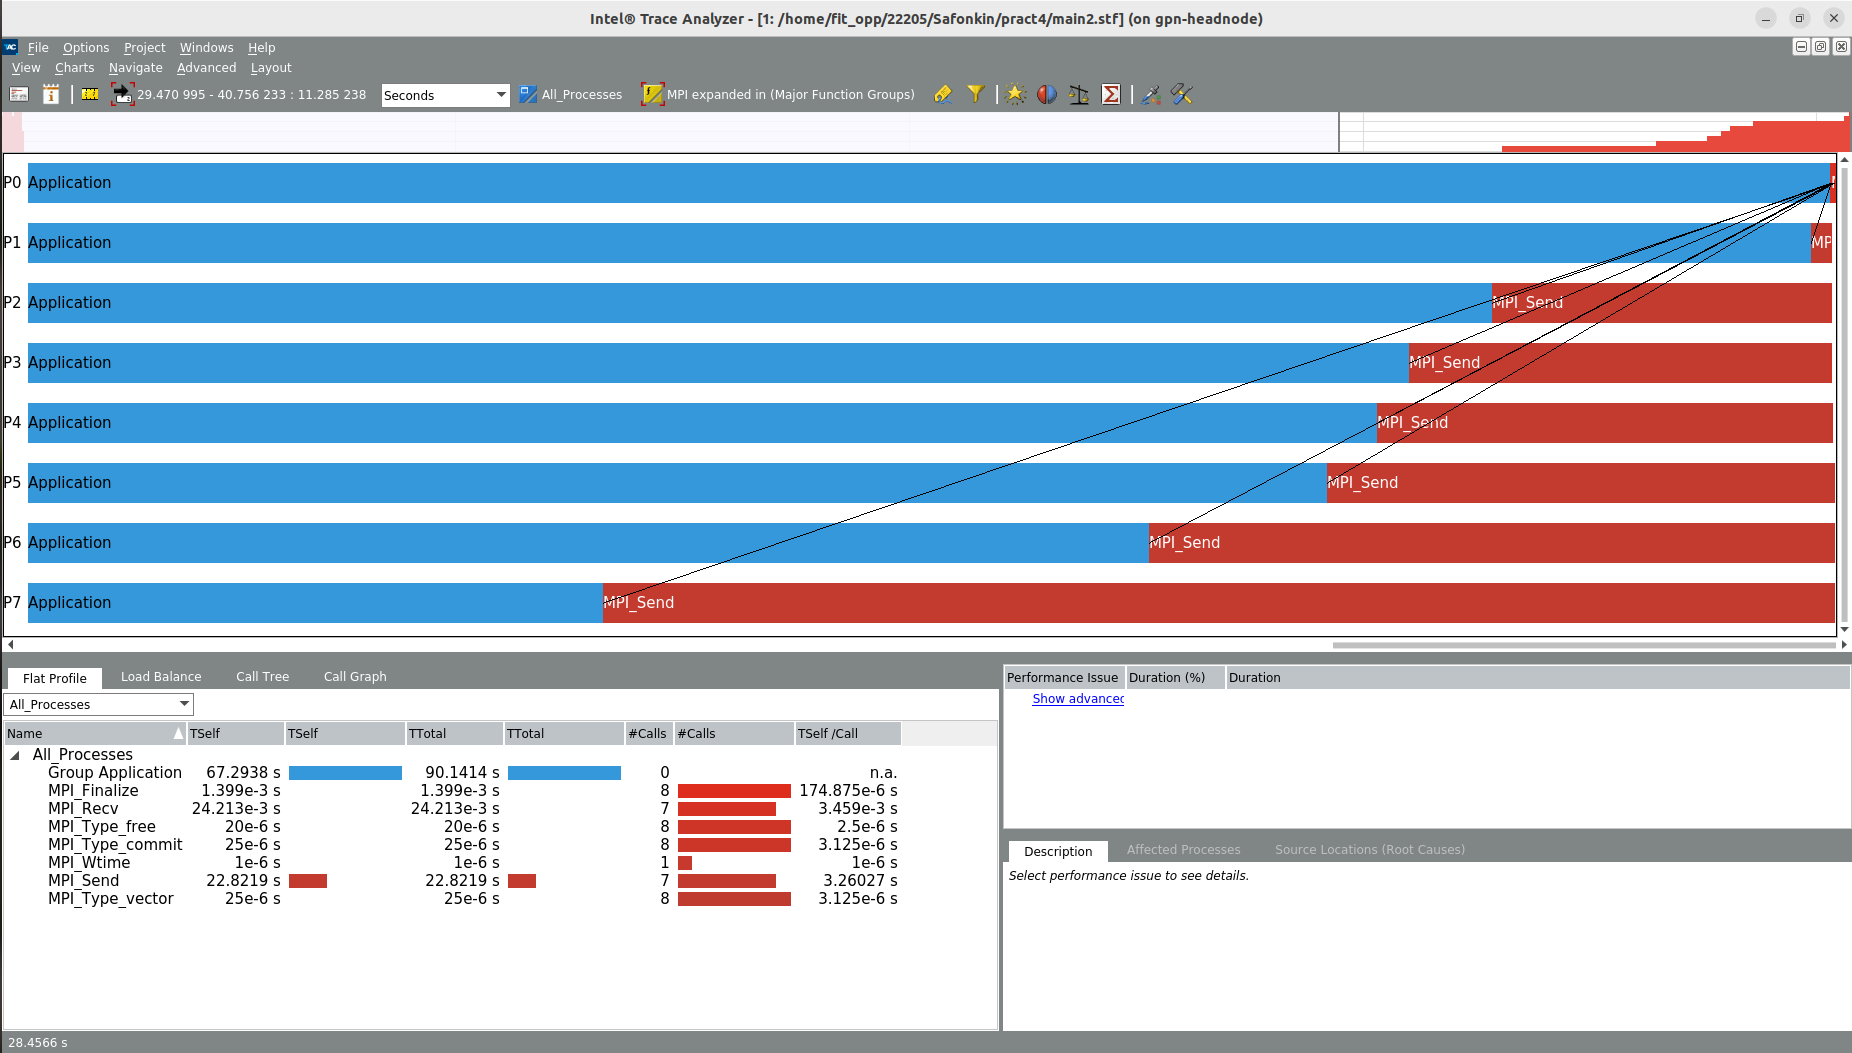 Intel® Trace Analyzer - [1: /home/fit_opp/22205/Safonkin/pract4/main2.stf] (on gpn-headnode)
File Options Project Windows Help
View Charts Navigate Advanced Layout
29.470 995 - 40.756 233 : 11.285 238 Seconds All_Processes MPI expanded in (Major Function Groups)
P0 Application
P1 Application MP
P2 Application MPI_Send
P3 Application MPI_Send
P4 Application MPI_Send
P5 Application MPI_Send
P6 Application MPI_Send
P7 Application MPI_Send
Flat Profile Load Balance Call Tree Call Graph
All_Processes
Name TSelf TSelf TTotal TTotal #Calls #Calls TSelf /Call
All_Processes
Group Application 67.2938 s 90.1414 s 0 n.a.
MPI_Finalize 1.399e-3 s 1.399e-3 s 8 174.875e-6 s
MPI_Recv 24.213e-3 s 24.213e-3 s 7 3.459e-3 s
MPI_Type_free 20e-6 s 20e-6 s 8 2.5e-6 s
MPI_Type_commit 25e-6 s 25e-6 s 8 3.125e-6 s
MPI_Wtime 1e-6 s 1e-6 s 1 1e-6 s
MPI_Send 22.8219 s 22.8219 s 7 3.26027 s
MPI_Type_vector 25e-6 s 25e-6 s 8 3.125e-6 s
Performance Issue Duration (%) Duration
Show advanced
Description Affected Processes Source Locations (Root Causes)
Select performance issue to see details.
28.4566 s